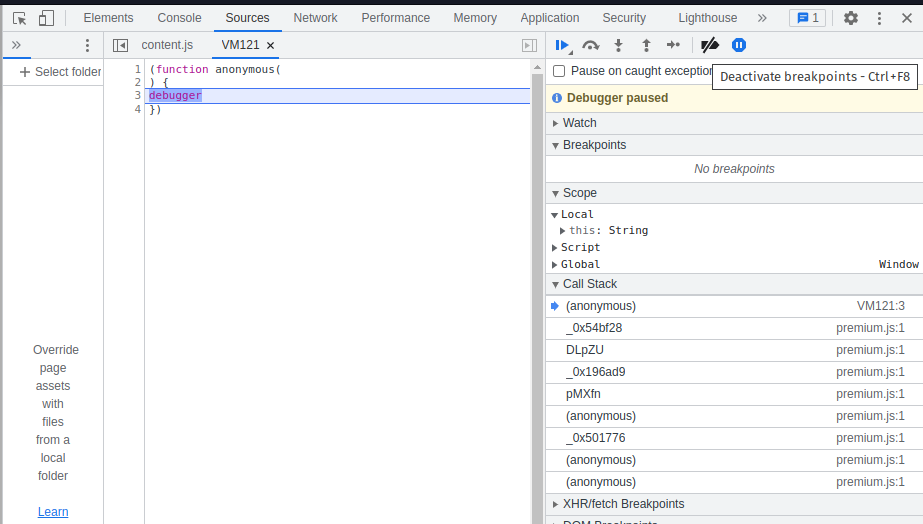 Elements Console Sources Network Performance Memory Application Security Lighthouse » 1
» content.js VM121 ×
+ Select folder
1 (function anonymous(
2 ) {
3 debugger
4 })
Override
page
assets
with
files
from a
local
folder
Learn
Pause on caught exception
Deactivate breakpoints - Ctrl+F8
Debugger paused
Watch
Breakpoints
No breakpoints
Scope
Local
this: String
Script
Global Window
Call Stack
(anonymous) VM121:3
_0x54bf28 premium.js:1
DLpZU premium.js:1
_0x196ad9 premium.js:1
pMXfn premium.js:1
(anonymous) premium.js:1
_0x501776 premium.js:1
(anonymous) premium.js:1
(anonymous) premium.js:1
XHR/fetch Breakpoints
DOM Breakpoints